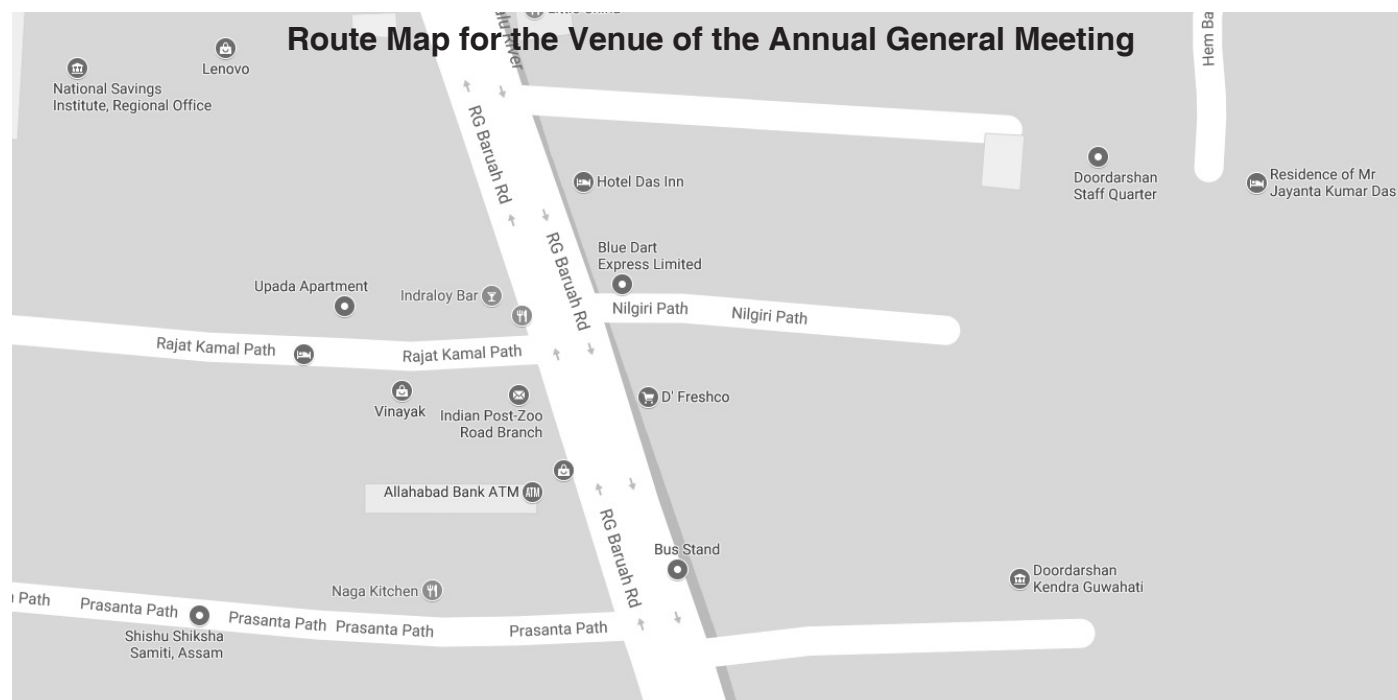 Route Map for the Venue of the Annual General Meeting
River
Hem Ba
Lenovo
National Savings
Institute, Regional Office
RG Baruah Rd
Hotel Das Inn
Doordarshan
Staff Quarter
Residence of Mr
Jayanta Kumar Das
Blue Dart
Express Limited
RG Baruah Rd
Upada Apartment
Indraloy Bar
Nilgiri Path
Nilgiri Path
Rajat Kamal Path
Rajat Kamal Path
Vinayak
Indian Post-Zoo
Road Branch
D' Freshco
Allahabad Bank ATM
ATM
RG Baruah Rd
Bus Stand
Doordarshan
Kendra Guwahati
Naga Kitchen
Path
Prasanta Path
Prasanta Path
Prasanta Path
Prasanta Path
Shishu Shiksha
Samiti, Assam